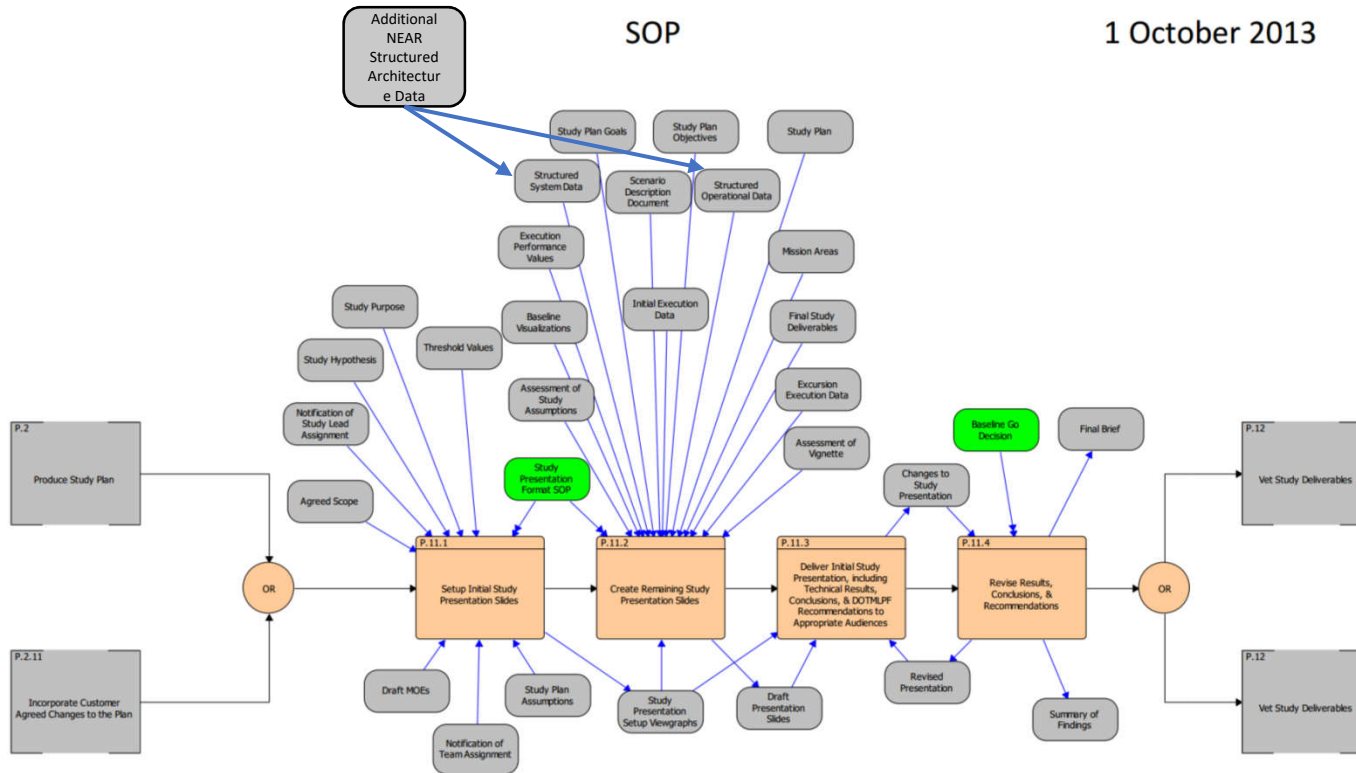 Additional
NEAR
Structured
Architectur
e Data
SOP
1 October 2013
Study Plan Goals
Study Plan
Objectives
Study Plan
Structured
System Data
Scenario
Description
Document
Structured
Operational Data
Execution
Performance
Values
Mission Areas
Study Purpose
Baseline
Visualizations
Initial Execution
Data
Final Study
Deliverables
Threshold Values
Study Hypothesis
Assessment of
Study
Assumptions
Excursion
Execution Data
Notification of
Study Lead
Assignment
Baseline Go
Decision
Final Brief
Assessment of
Vignette
P.2
Produce Study Plan
Study
Presentation
Format SOP
Changes to
Study
Presentation
P.12
Vet Study Deliverables
Agreed Scope
OR
P.11.1
Setup Initial Study
Presentation Slides
P.11.2
Create Remaining Study
Presentation Slides
P.11.3
Deliver Initial Study
Presentation, including
Technical Results,
Conclusions, & DOTMLPF
Recommendations to
Appropriate Audiences
P.11.4
Revise Results,
Conclusions, &
Recommendations
OR
P.2.11
Incorporate Customer
Agreed Changes to the Plan
Draft MOEs
Study Plan
Assumptions
Study
Presentation
Setup Viewgraphs
Draft
Presentation
Slides
Revised
Presentation
P.12
Vet Study Deliverables
Notification of
Team Assignment
Summary of
Findings